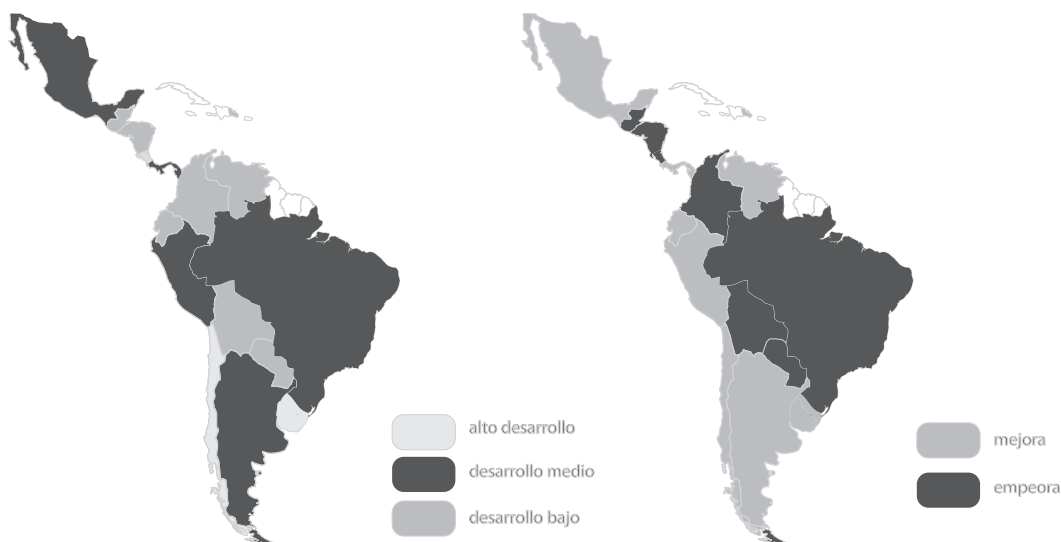 alto desarrollo
desarrollo medio
desarrollo bajo
mejora
empeora